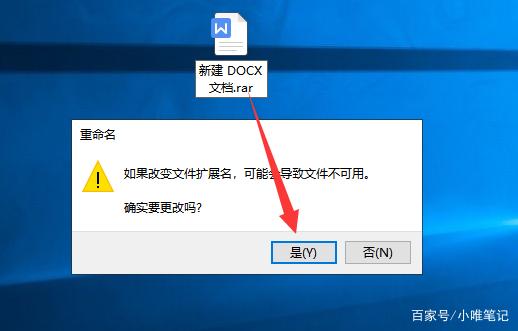 W
新建 DOCX
文档.rar
重命名
如果改变文件扩展名，可能会导致文件不可用。
确实要更改吗?
是(Y)
否(N)
百家号/小唯笔记